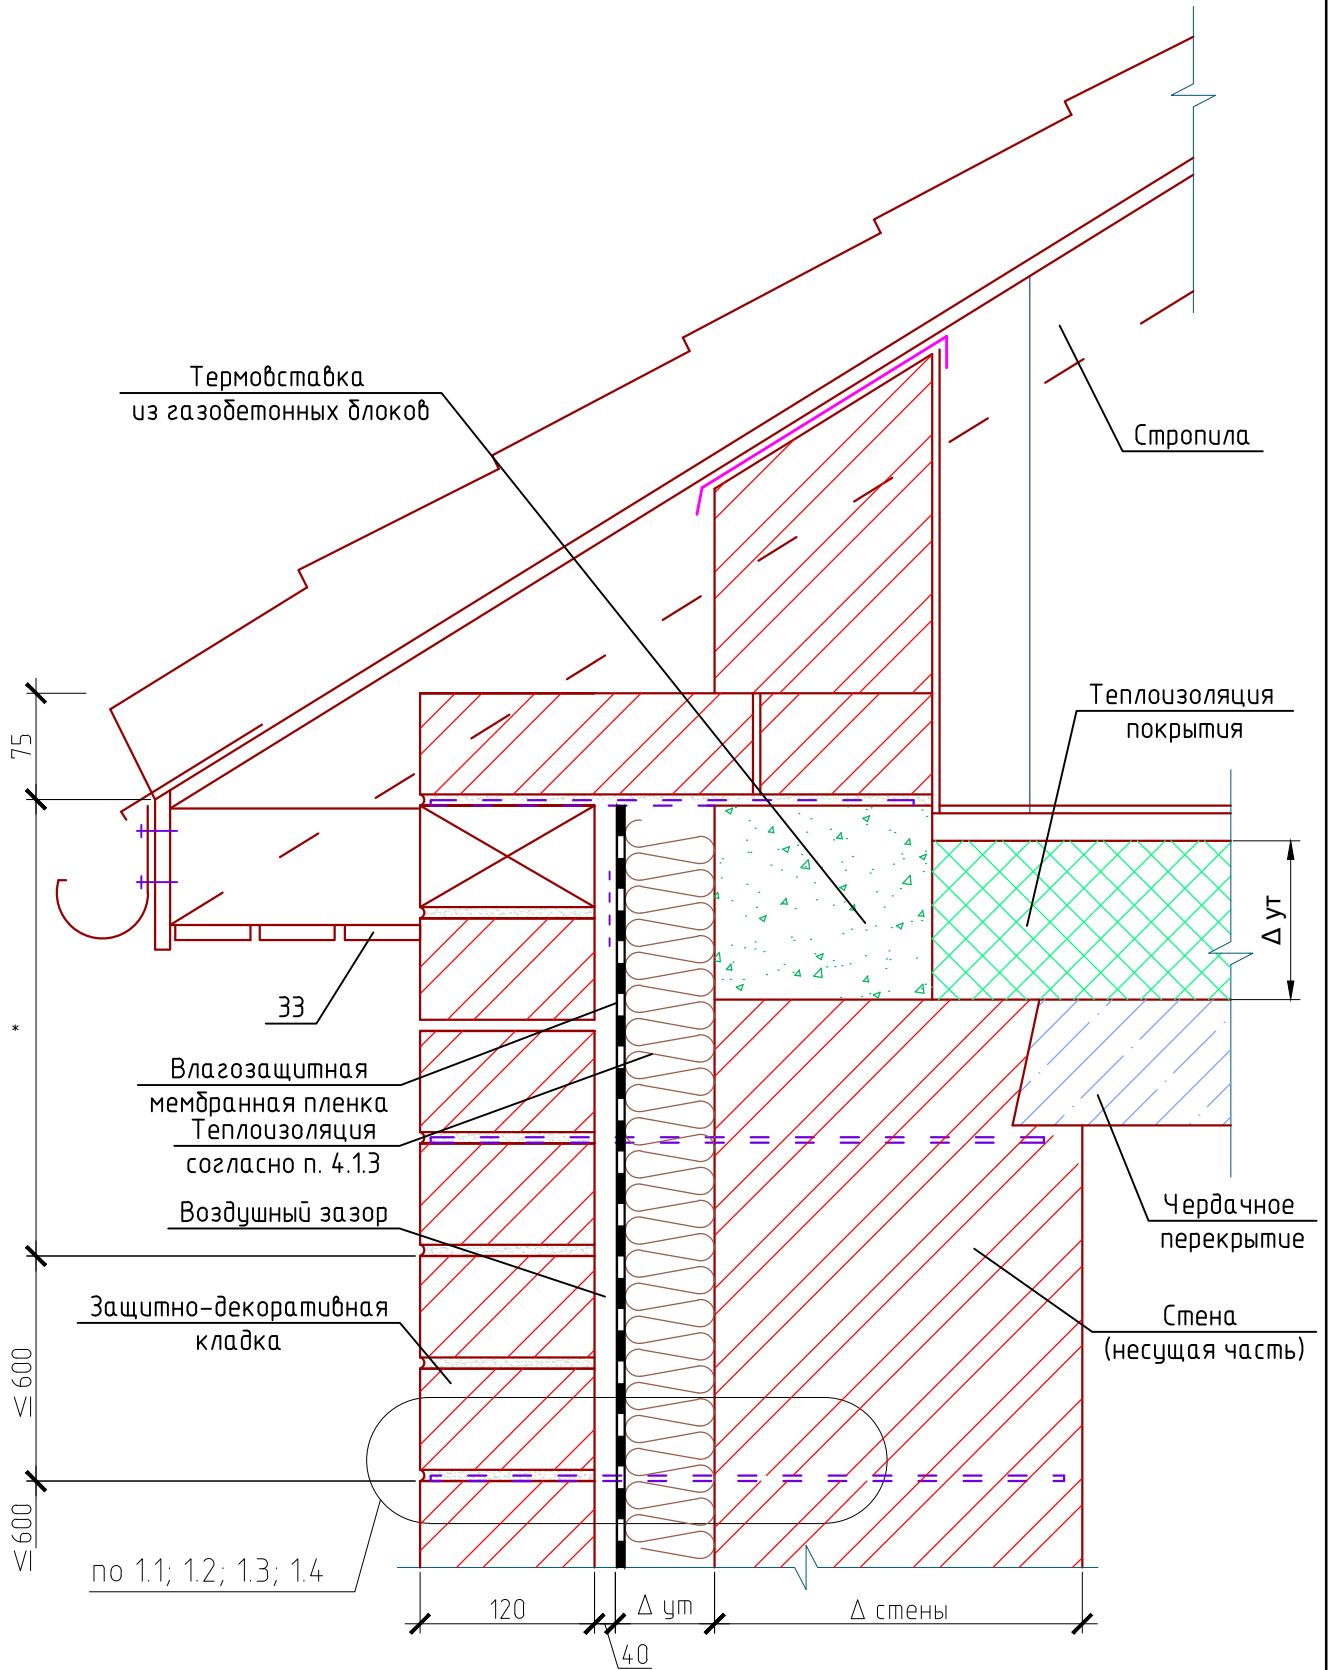 Термовставка
из газобетонных блоков
Стропила
Теплоизоляция
покрытия
75
Δ ут
33
*
Влагозащитная
мембранная пленка
Теплоизоляция
согласно п. 4.1.3
Воздушный зазор
Чердачное
перекрытие
Защитно-декоративная
кладка
Стена
(несущая часть)
≤ 600
≤ 600
по 1.1; 1.2; 1.3; 1.4
120
Δ ут
Δ стены
40